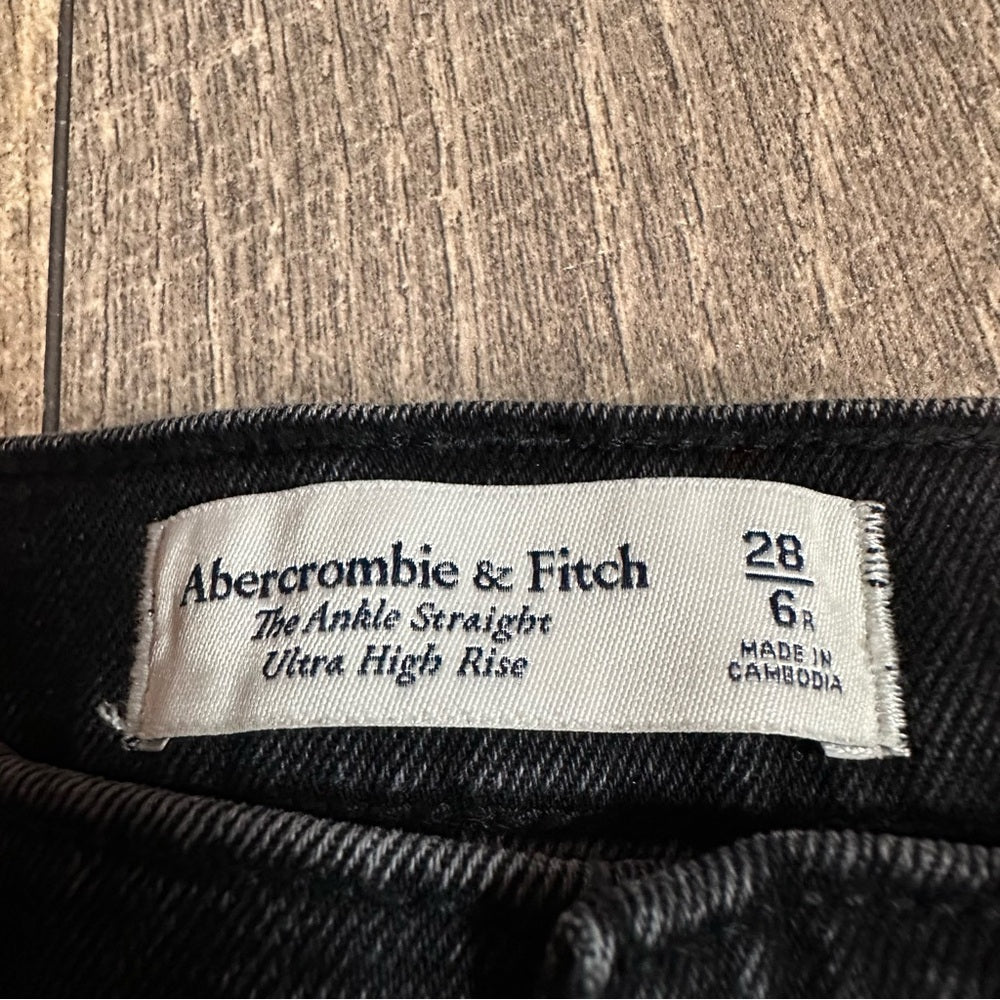 Abercrombie & Fitch
The Ankle Straight
Ultra High Rise
28
6R
MADE IN
CAMBODIA